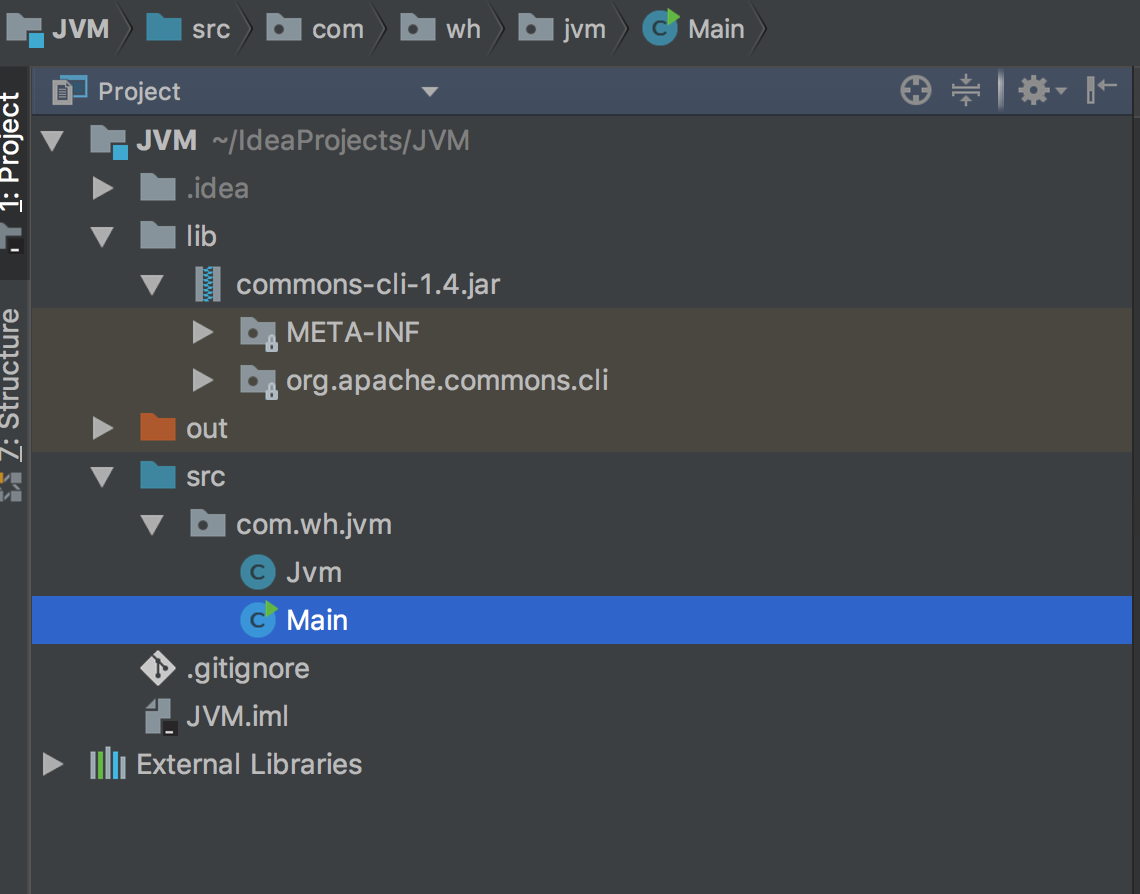 JVM src com wh jvm C Main
Project
JVM ~/IdeaProjects/JVM
.idea
lib
commons-cli-1.4.jar
META-INF
org.apache.commons.cli
out
src
com.wh.jvm
C Jvm
C Main
.gitignore
JVM.iml
External Libraries
1: Project
Z: Structure